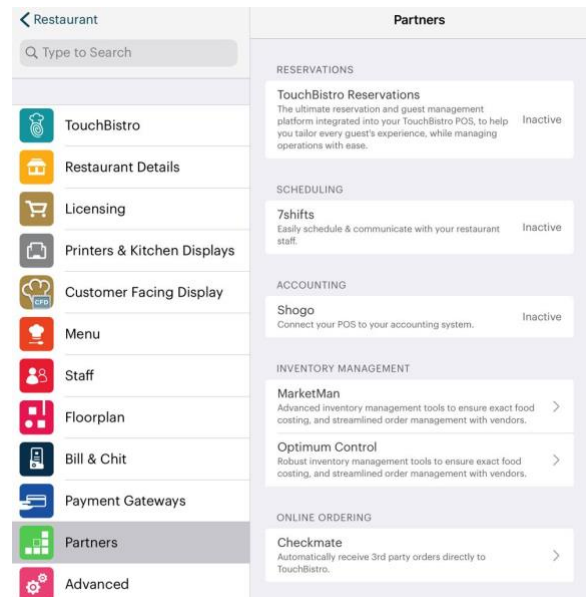 Restaurant
Type to Search
TouchBistro
Restaurant Details
Licensing
Printers & Kitchen Displays
CFD
Customer Facing Display
Menu
Staff
Floorplan
Bill & Chit
Payment Gateways
Partners
Advanced
Partners
RESERVATIONS
TouchBistro Reservations
The ultimate reservation and guest management
platform integrated into your TouchBistro POS, to help
you tailor every guest's experience, while managing
operations with ease.
Inactive
SCHEDULING
7shifts
Easily schedule & communicate with your restaurant
staff.
Inactive
ACCOUNTING
Shogo
Connect your POS to your accounting system.
Inactive
INVENTORY MANAGEMENT
MarketMan
Advanced inventory management tools to ensure exact food
costing, and streamlined order management with vendors.
Optimum Control
Robust inventory management tools to ensure exact food
costing, and streamlined order management with vendors.
ONLINE ORDERING
Checkmate
Automatically receive 3rd party orders directly to
TouchBistro.